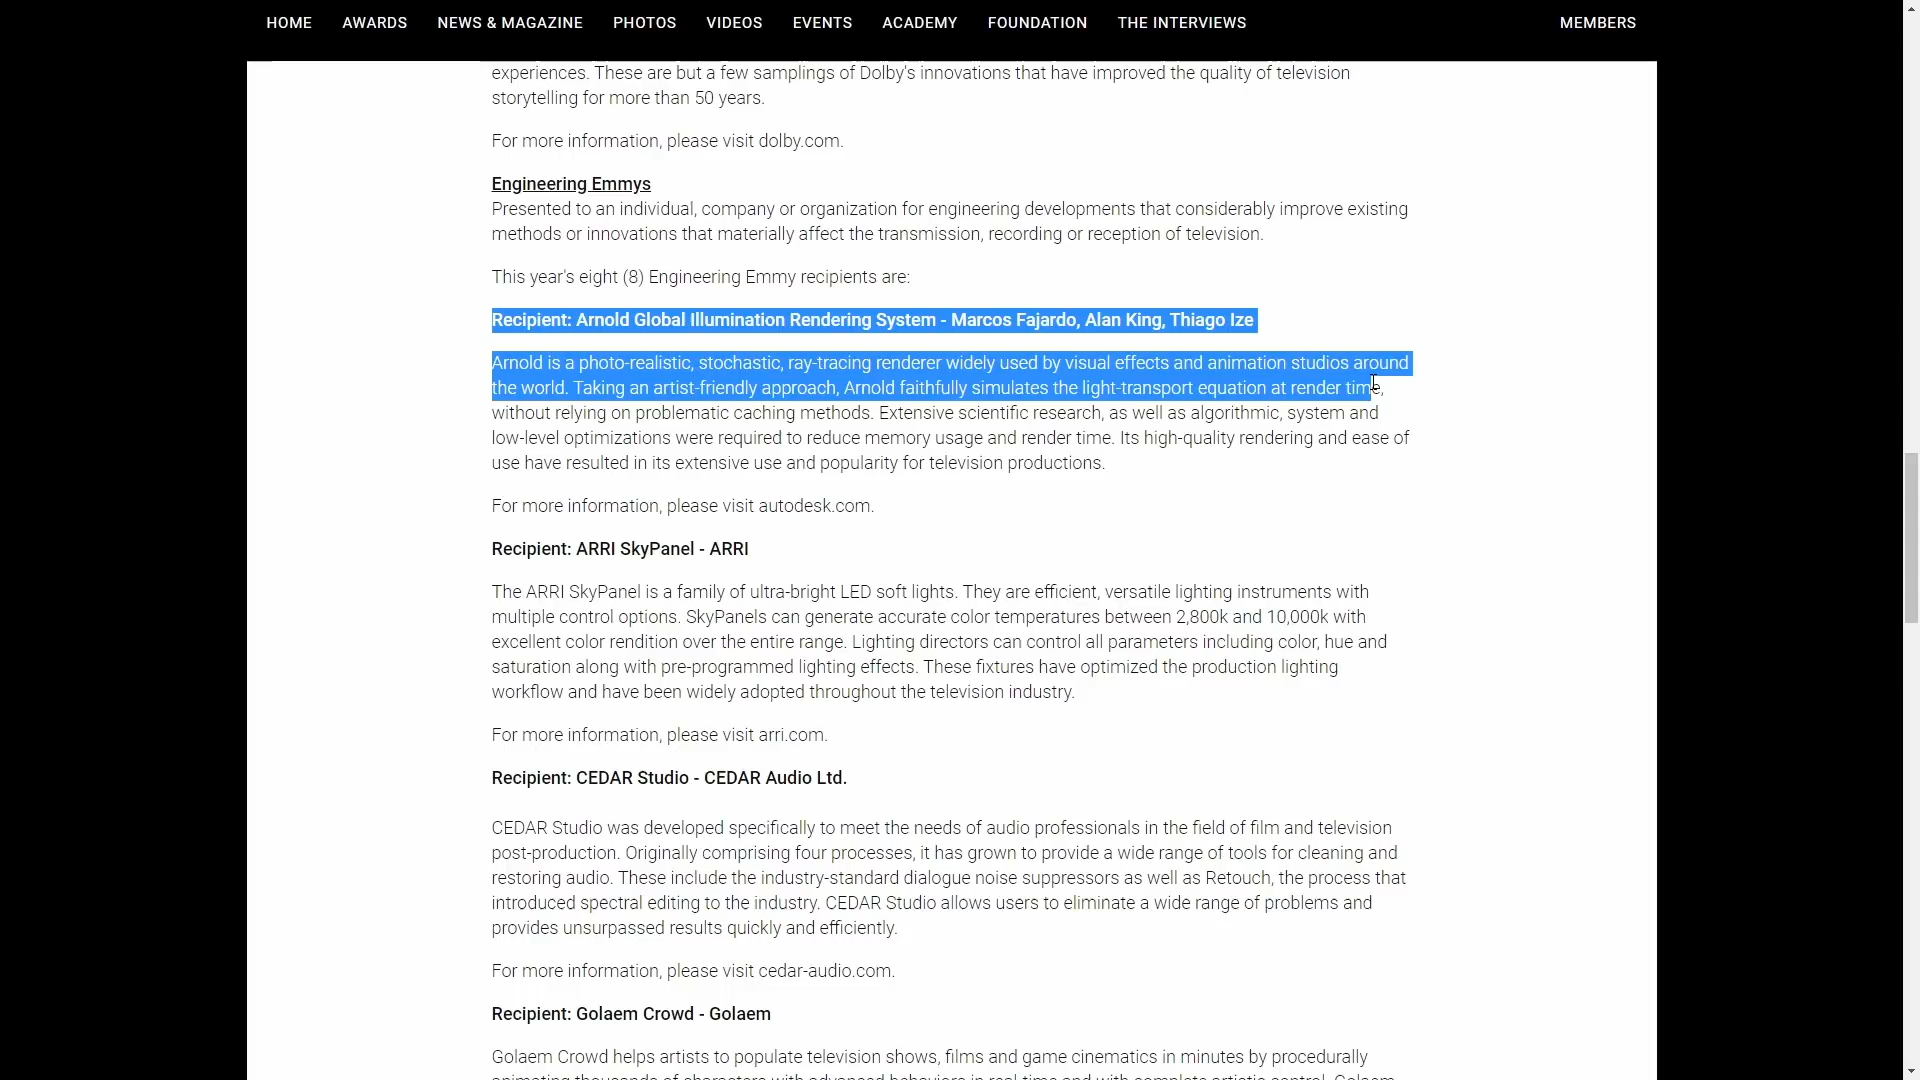 HOME AWARDS NEWS & MAGAZINE PHOTOS VIDEOS EVENTS ACADEMY FOUNDATION THE INTERVIEWS MEMBERS
experiences. These are but a few samplings of Dolby's innovations that have improved the quality of television
storytelling for more than 50 years.
For more information, please visit dolby.com.
Engineering Emmys
Presented to an individual, company or organization for engineering developments that considerably improve existing
methods or innovations that materially affect the transmission, recording or reception of television.
This year's eight (8) Engineering Emmy recipients are:
Recipient: Arnold Global Illumination Rendering System - Marcos Fajardo, Alan King, Thiago Ize
Arnold is a photo-realistic, stochastic, ray-tracing renderer widely used by visual effects and animation studios around
the world. Taking an artist-friendly approach, Arnold faithfully simulates the light-transport equation at render time,
without relying on problematic caching methods. Extensive scientific research, as well as algorithmic, system and
low-level optimizations were required to reduce memory usage and render time. Its high-quality rendering and ease of
use have resulted in its extensive use and popularity for television productions.
For more information, please visit autodesk.com.
Recipient: ARRI SkyPanel - ARRI
The ARRI SkyPanel is a family of ultra-bright LED soft lights. They are efficient, versatile lighting instruments with
multiple control options. SkyPanels can generate accurate color temperatures between 2,800k and 10,000k with
excellent color rendition over the entire range. Lighting directors can control all parameters including color, hue and
saturation along with pre-programmed lighting effects. These fixtures have optimized the production lighting
workflow and have been widely adopted throughout the television industry.
For more information, please visit arri.com.
Recipient: CEDAR Studio - CEDAR Audio Ltd.
CEDAR Studio was developed specifically to meet the needs of audio professionals in the field of film and television
post-production. Originally comprising four processes, it has grown to provide a wide range of tools for cleaning and
restoring audio. These include the industry-standard dialogue noise suppressors as well as Retouch, the process that
introduced spectral editing to the industry. CEDAR Studio allows users to eliminate a wide range of problems and
provides unsurpassed results quickly and efficiently.
For more information, please visit cedar-audio.com.
Recipient: Golaem Crowd - Golaem
Golaem Crowd helps artists to populate television shows, films and game cinematics in minutes by procedurally
animating thousands of characters with advanced behaviors in real time and with complete artistic control. Golaem